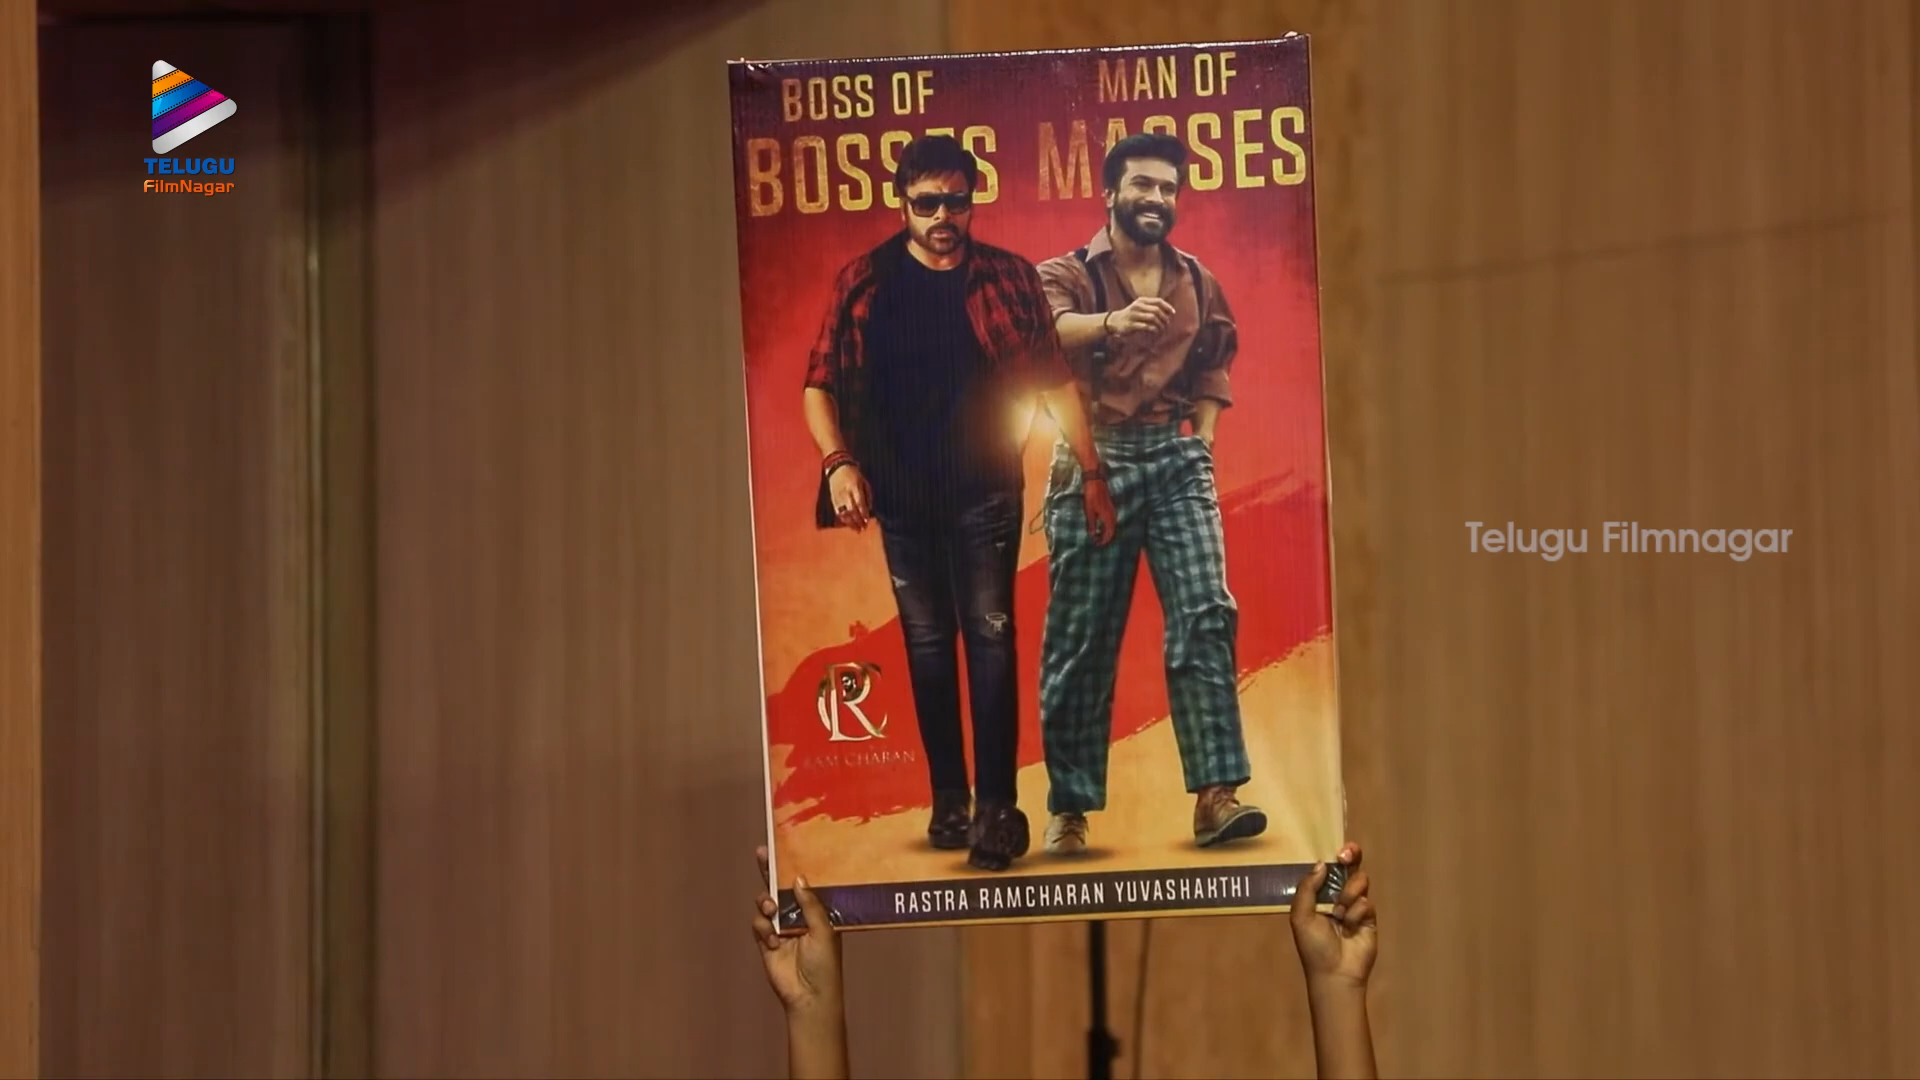 TELUGU
FilmNagar
BOSS OF
BOSSES
MAN OF
MASSES
Telugu Filmnagar
RC
RAM CHARAN
RASTRA RAMCHARAN YUVASHAKTHI